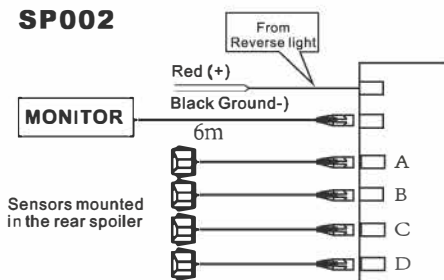 SP002
From
Reverse light
Red (+)
Black Ground-)
MONITOR
6m
A
Sensors mounted
in the rear spoiler
B
C
D